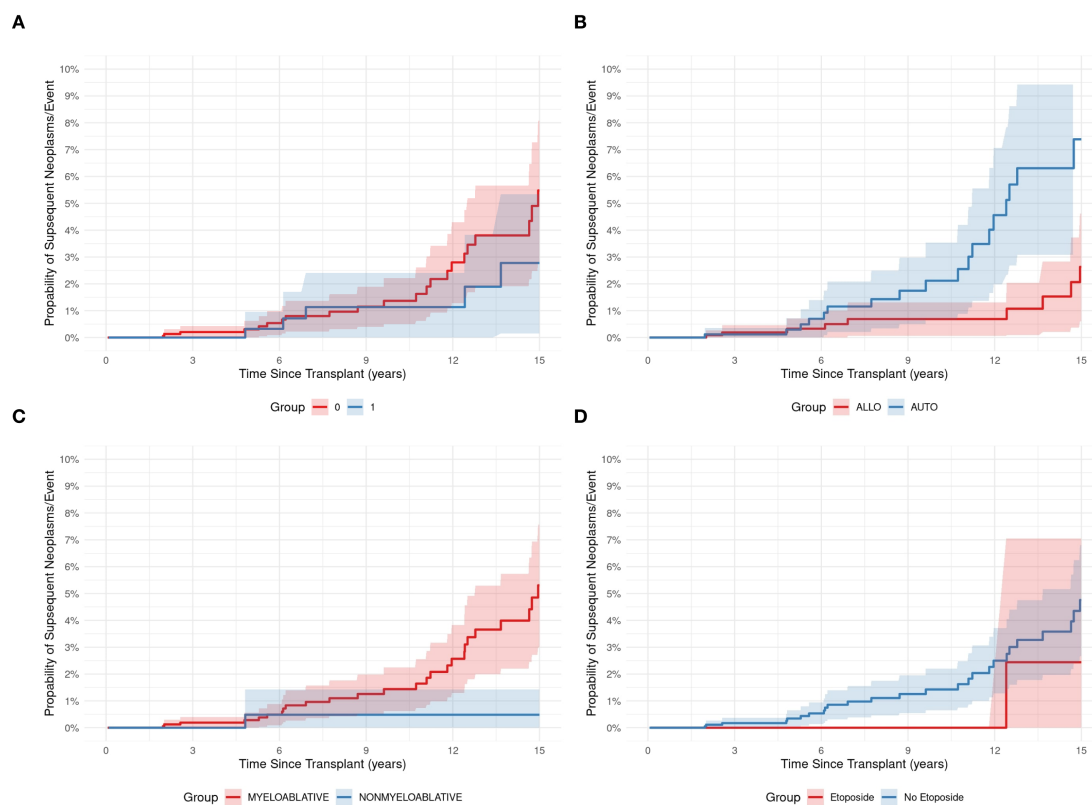 A
Propability of Supsequent Neoplasms/Event
10%
9%
8%
7%
6%
5%
4%
3%
2%
1%
0%
0 3 6 9 12 15
Time Since Transplant (years)
Group 0 1
B
Propability of Supsequent Neoplasms/Event
10%
9%
8%
7%
6%
5%
4%
3%
2%
1%
0%
0 3 6 9 12 15
Time Since Transplant (years)
Group ALLO AUTO
C
Propability of Supsequent Neoplasms/Event
10%
9%
8%
7%
6%
5%
4%
3%
2%
1%
0%
0 3 6 9 12 15
Time Since Transplant (years)
Group MYELOABLATIVE NONMYELOABLATIVE
D
Propability of Supsequent Neoplasms/Event
10%
9%
8%
7%
6%
5%
4%
3%
2%
1%
0%
0 3 6 9 12 15
Time Since Transplant (years)
Group Etoposide No Etoposide